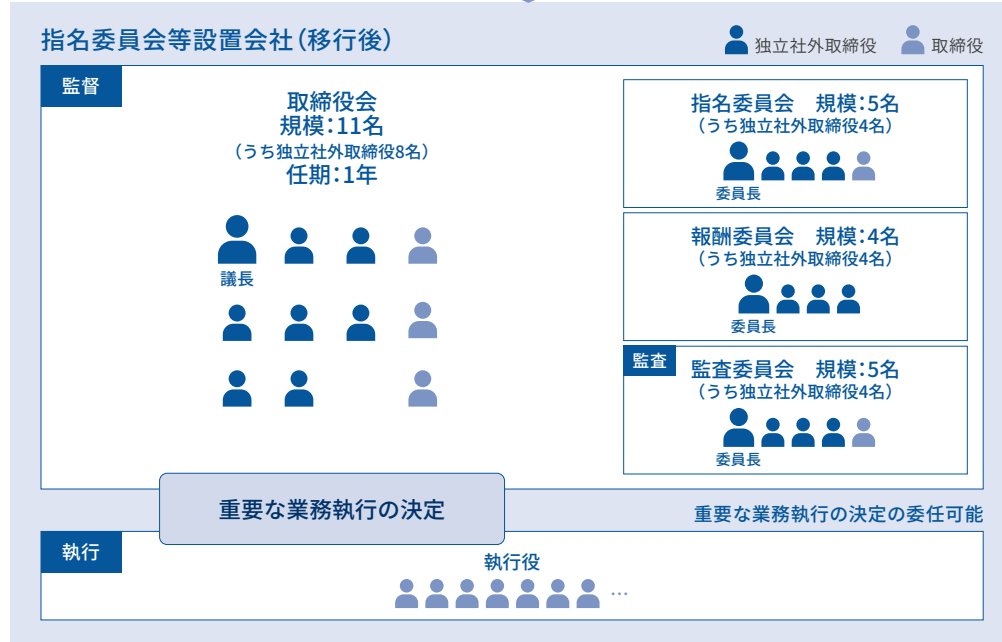 指名委員会等設置会社（移行後）
独立社外取締役
取締役
監督
取締役会
規模：11名
（うち独立社外取締役8名）
任期：1年
議長
指名委員会　規模：5名
（うち独立社外取締役4名）
委員長
報酬委員会　規模：4名
（うち独立社外取締役4名）
委員長
監査
監査委員会　規模：5名
（うち独立社外取締役4名）
委員長
重要な業務執行の決定
重要な業務執行の決定の委任可能
執行
執行役
…